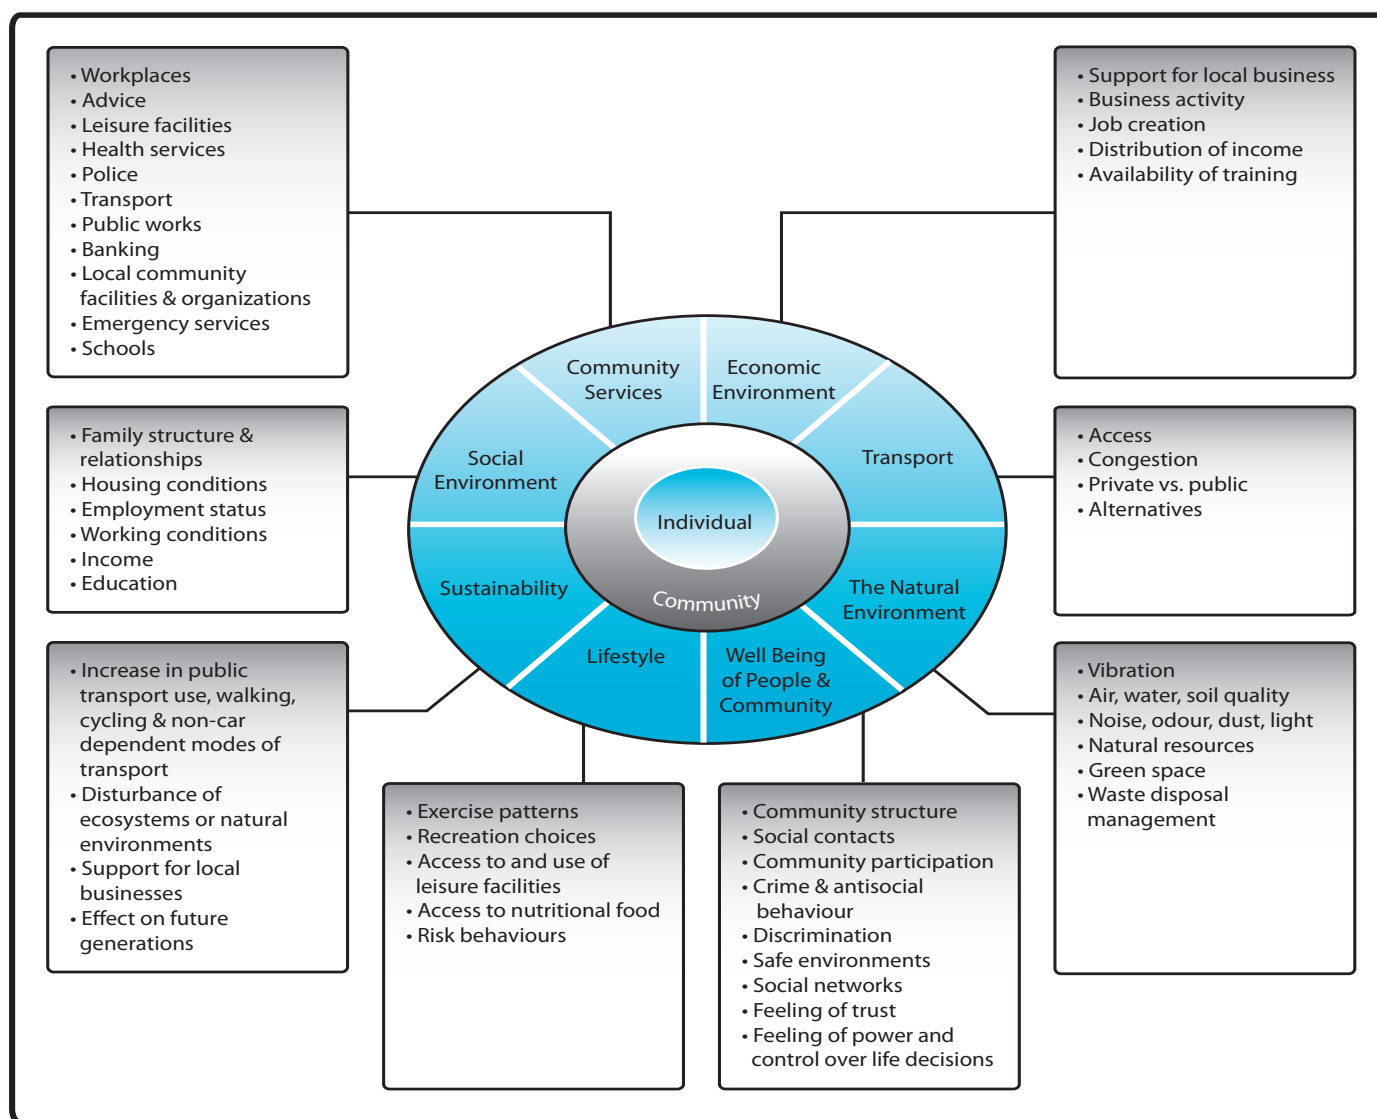 • Workplaces
• Advice
• Leisure facilities
• Health services
• Police
• Transport
• Public works
• Banking
• Local community
facilities & organizations
• Emergency services
• Schools
• Support for local business
• Business activity
• Job creation
• Distribution of income
• Availability of training
Community
Services
Economic
Environment
Social
Environment
Transport
Individual
Community
Sustainability
The Natural
Environment
Lifestyle
Well Being
of People &
Community
• Family structure &
relationships
• Housing conditions
• Employment status
• Working conditions
• Income
• Education
• Access
• Congestion
• Private vs. public
• Alternatives
• Increase in public
transport use, walking,
cycling & non-car
dependent modes of
transport
• Disturbance of
ecosystems or natural
environments
• Support for local
businesses
• Effect on future
generations
• Exercise patterns
• Recreation choices
• Access to and use of
leisure facilities
• Access to nutritional food
• Risk behaviours
• Community structure
• Social contacts
• Community participation
• Crime & antisocial
behaviour
• Discrimination
• Safe environments
• Social networks
• Feeling of trust
• Feeling of power and
control over life decisions
• Vibration
• Air, water, soil quality
• Noise, odour, dust, light
• Natural resources
• Green space
• Waste disposal
management